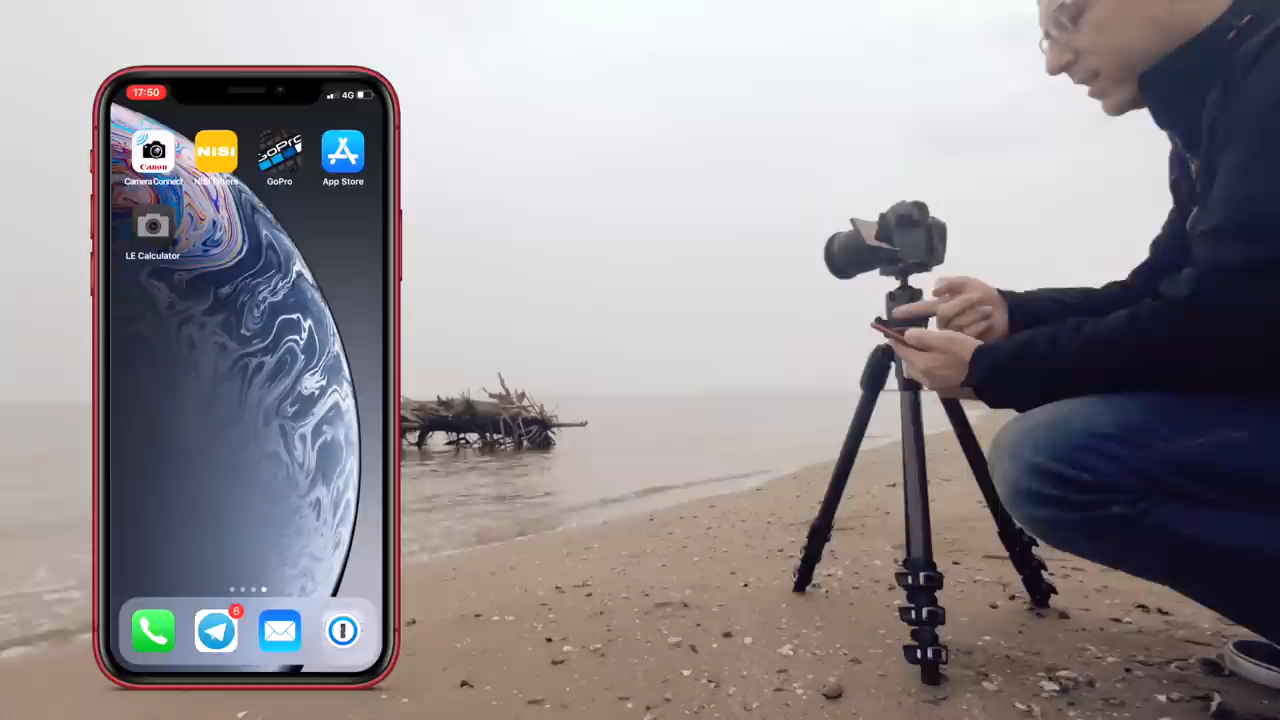 17:50 4G
Canon NiSi GoPro
Camera Connect NiSi Filters GoPro App Store
LE Calculator
6